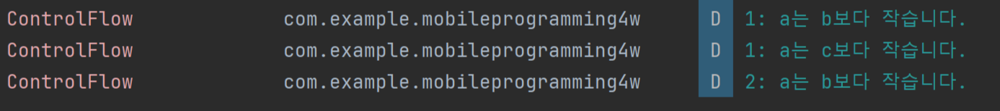 ControlFlow com.example.mobileprogramming4w D 1: a는 b보다 작습니다.
ControlFlow com.example.mobileprogramming4w D 1: a는 c보다 작습니다.
ControlFlow com.example.mobileprogramming4w D 2: a는 b보다 작습니다.